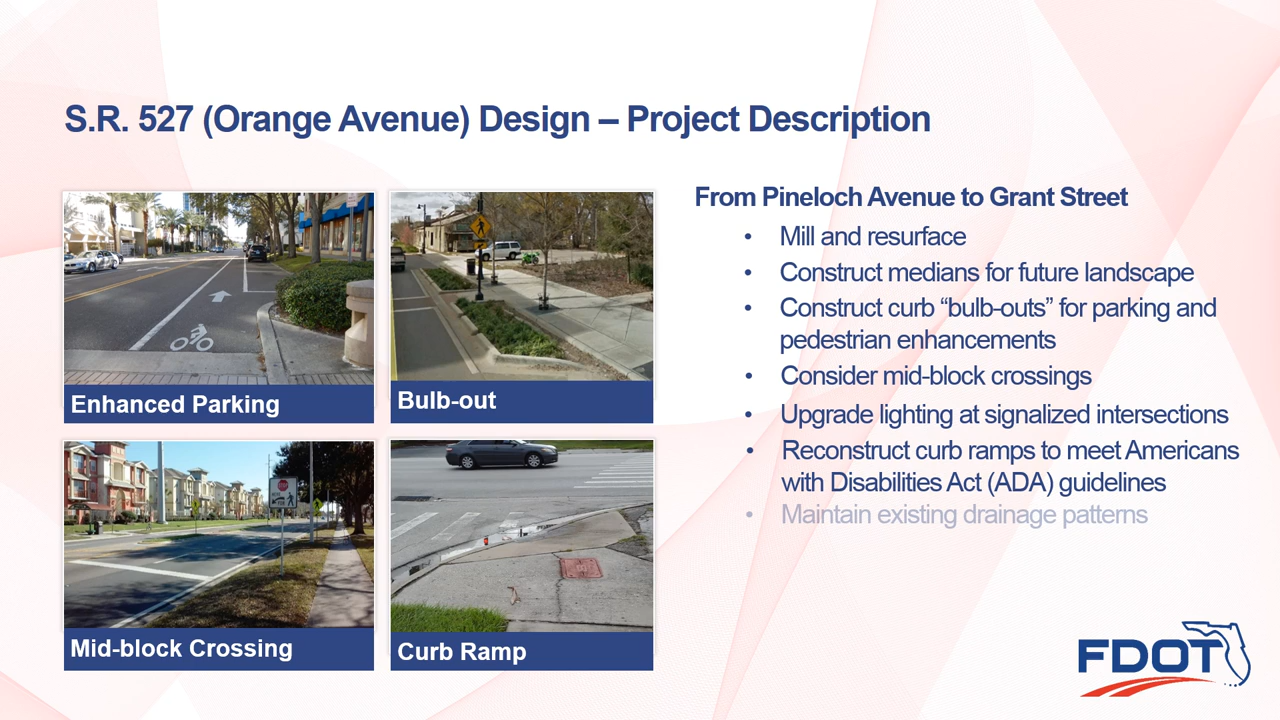 S.R. 527 (Orange Avenue) Design – Project Description
Enhanced Parking
Bulb-out
Mid-block Crossing
Curb Ramp
From Pineloch Avenue to Grant Street
• Mill and resurface
• Construct medians for future landscape
• Construct curb “bulb-outs” for parking and
pedestrian enhancements
• Consider mid-block crossings
• Upgrade lighting at signalized intersections
• Reconstruct curb ramps to meet Americans
with Disabilities Act (ADA) guidelines
• Maintain existing drainage patterns
FDOT